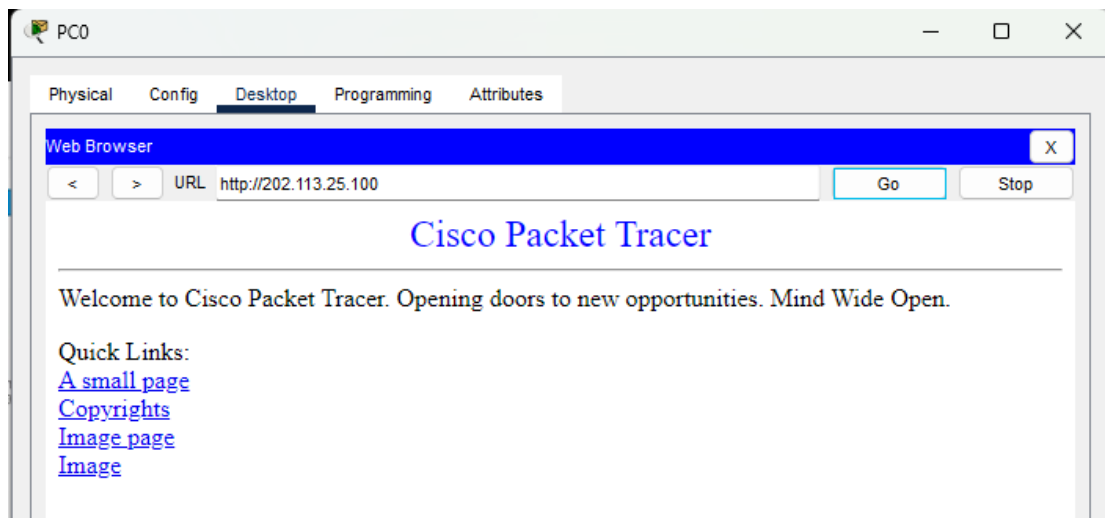 PC0
Physical Config Desktop Programming Attributes
Web Browser X
< > URL http://202.113.25.100 Go Stop
Cisco Packet Tracer
Welcome to Cisco Packet Tracer. Opening doors to new opportunities. Mind Wide Open.
Quick Links:
A small page
Copyrights
Image page
Image